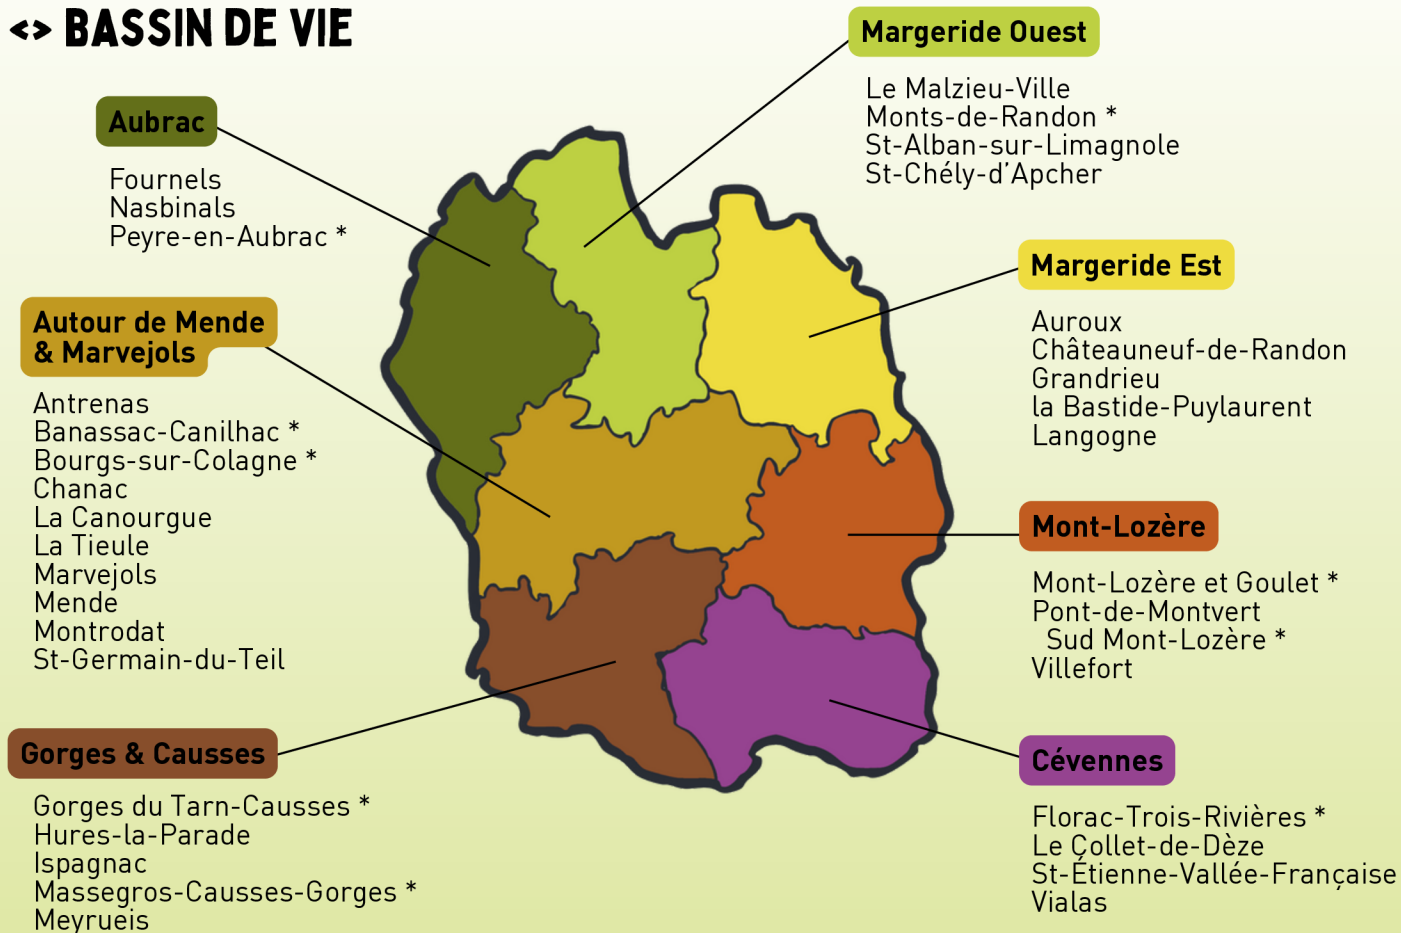 <> BASSIN DE VIE
Aubrac
Fournels
Nasbinals
Peyre-en-Aubrac *
Autour de Mende
& Marvejols
Antrenas
Banassac-Canilhac *
Bourgs-sur-Colagne *
Chanac
La Canourgue
La Tieule
Marvejols
Mende
Montrodat
St-Germain-du-Teil
Gorges & Causses
Gorges du Tarn-Causses *
Hures-la-Parade
Ispagnac
Massegros-Causses-Gorges *
Meyrueis
Margeride Ouest
Le Malzieu-Ville
Monts-de-Randon *
St-Alban-sur-Limagnole
St-Chély-d'Apcher
Margeride Est
Auroux
Châteauneuf-de-Randon
Grandrieu
la Bastide-Puylaurent
Langogne
Mont-Lozère
Mont-Lozère et Goulet *
Pont-de-Montvert
Sud Mont-Lozère *
Villefort
Cévennes
Florac-Trois-Rivières *
Le Collet-de-Dèze
St-Étienne-Vallée-Française
Vialas